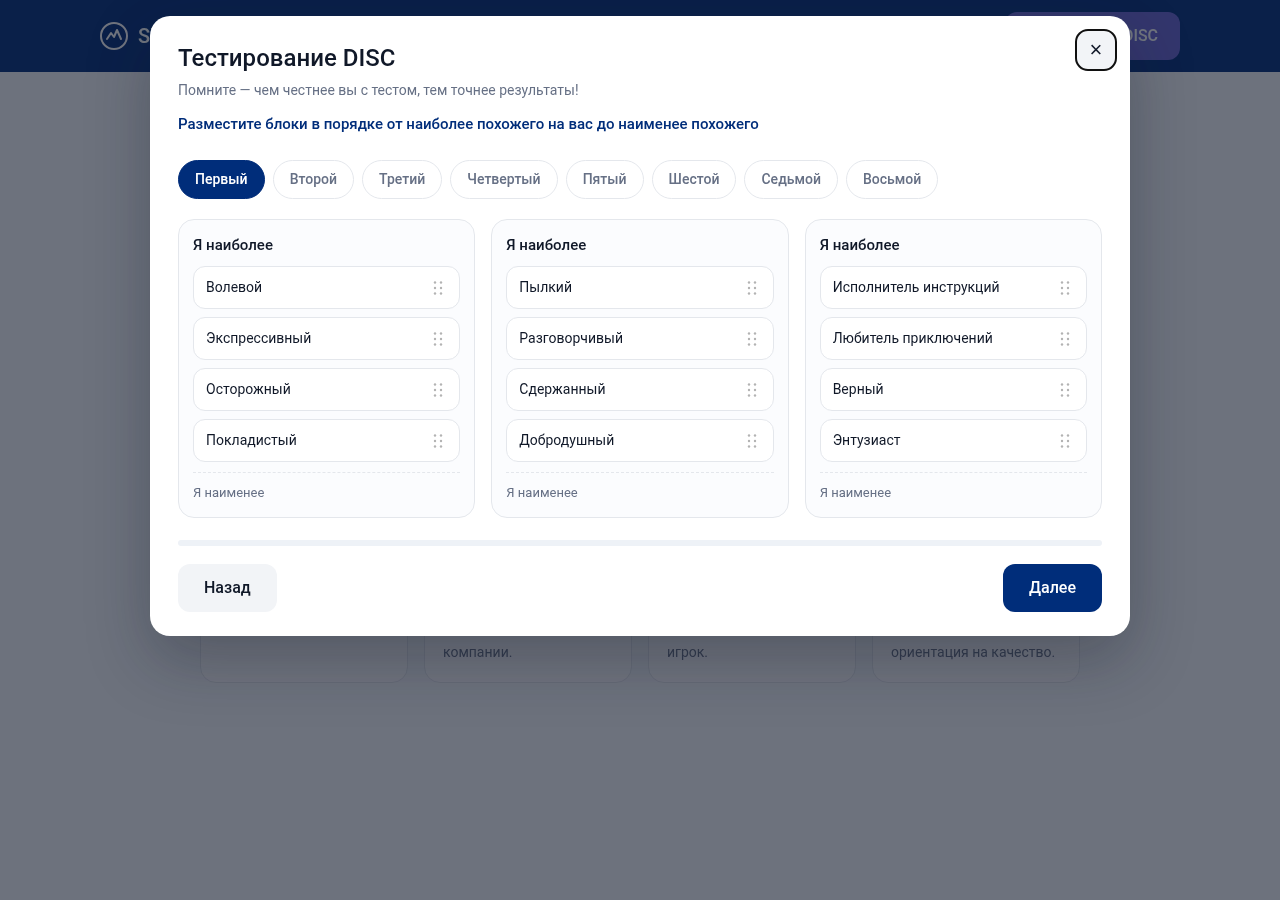 Тестирование DISC
Помните — чем честнее вы с тестом, тем точнее результаты!
Разместите блоки в порядке от наиболее похожего на вас до наименее похожего
Первый
Второй
Третий
Четвертый
Пятый
Шестой
Седьмой
Восьмой
Я наиболее
Волевой
Экспрессивный
Осторожный
Покладистый
Я наименее
Я наиболее
Пылкий
Разговорчивый
Сдержанный
Добродушный
Я наименее
Я наиболее
Исполнитель инструкций
Любитель приключений
Верный
Энтузиаст
Я наименее
Назад
Далее
компании.
игрок.
ориентация на качество.